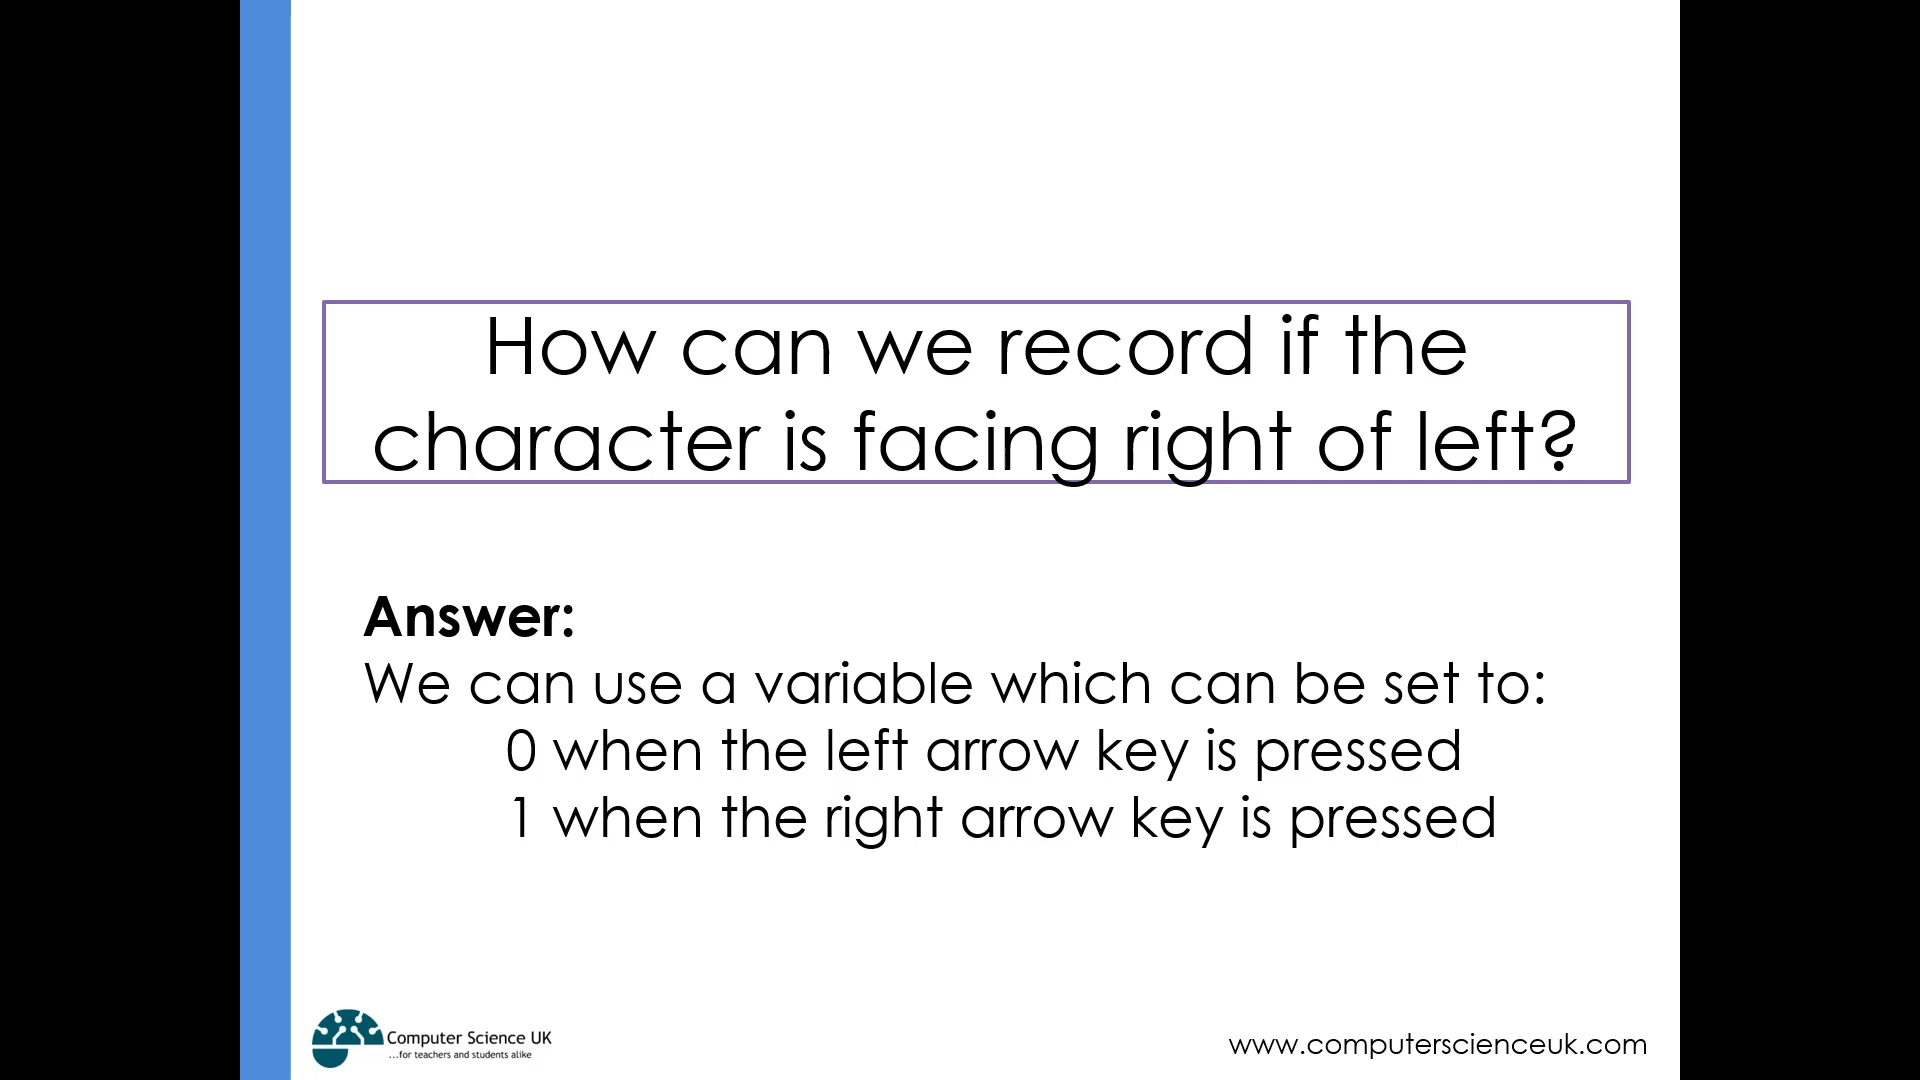 How can we record if the
character is facing right of left?
Answer:
We can use a variable which can be set to:
0 when the left arrow key is pressed
1 when the right arrow key is pressed
Computer Science UK
...for teachers and students alike
www.computerscienceuk.com